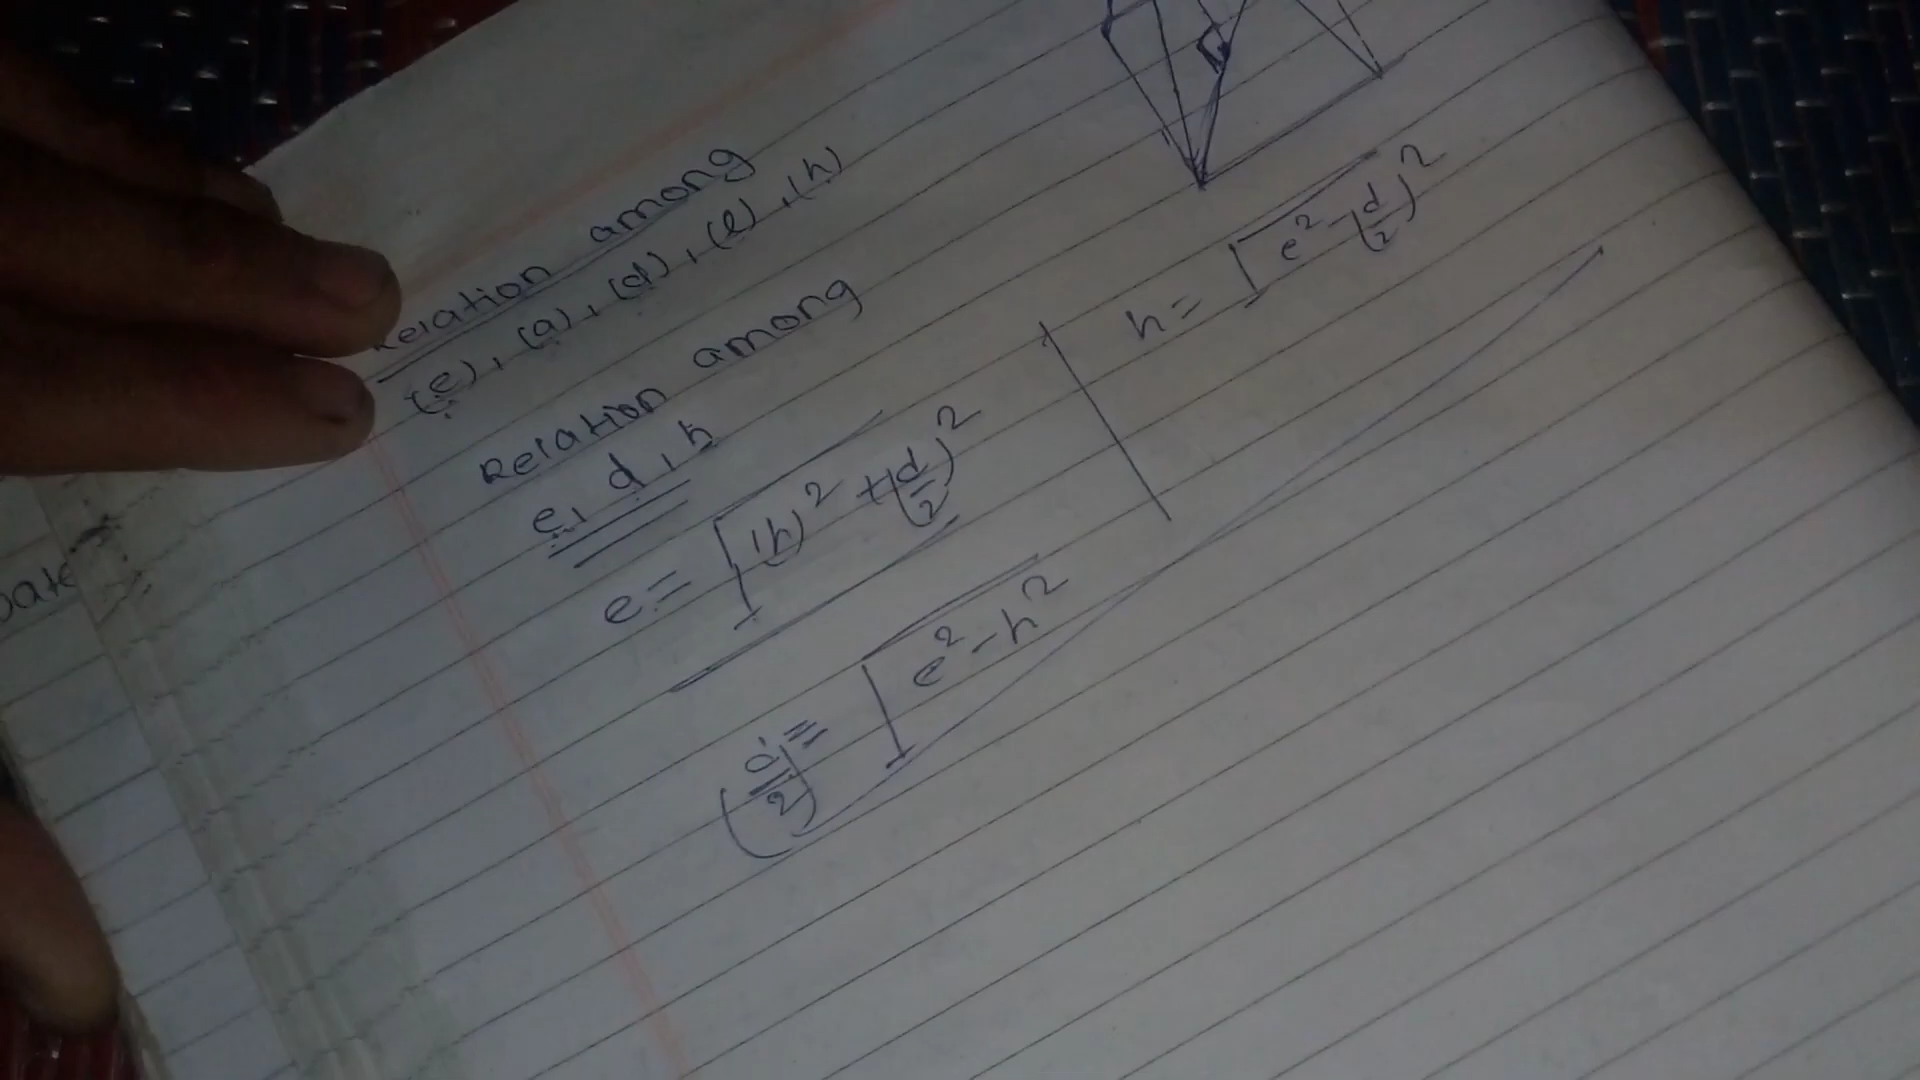 Relation among
(e), (a), (d), (l), (h)
Relation among
e, d, h
e = √(h)² + (d/2)²
h = √e² - (d/2)²
(d/2) = √e² - h²
Date